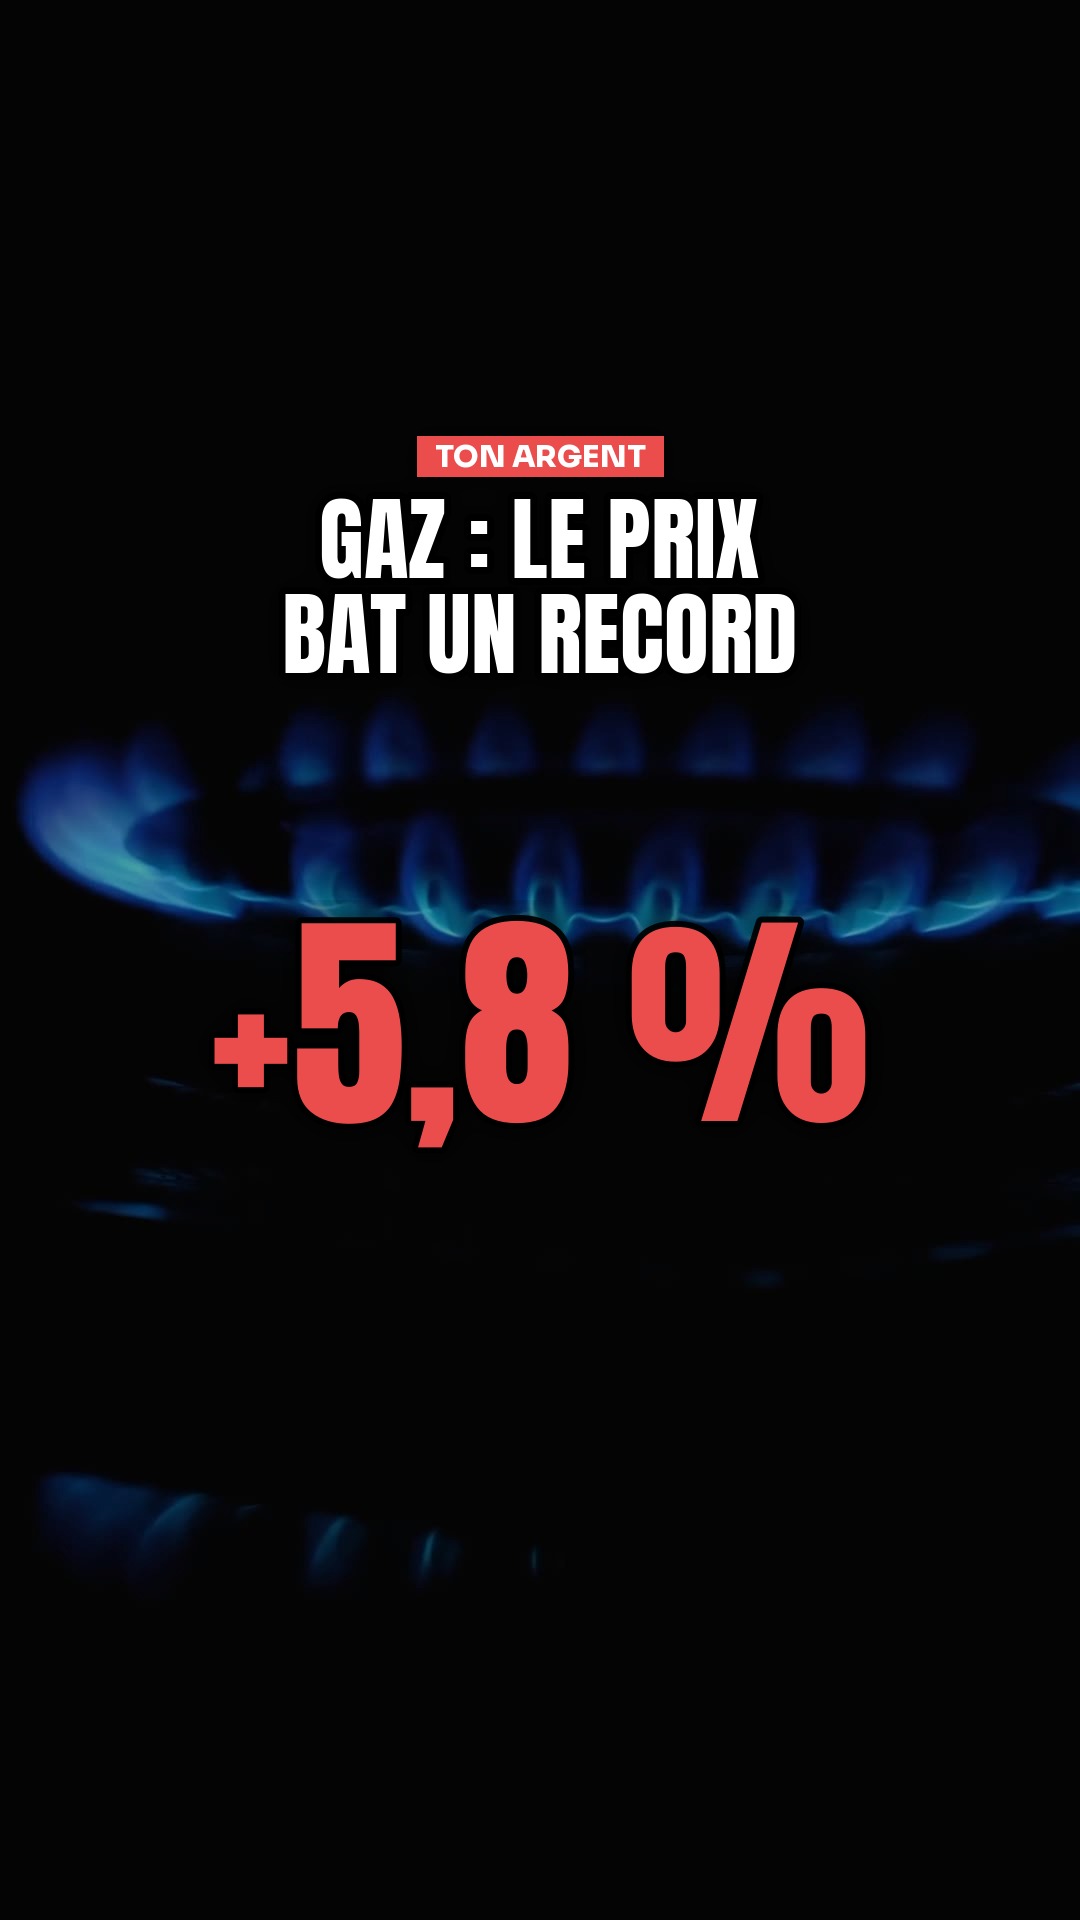 TON ARGENT
GAZ : LE PRIX
BAT UN RECORD
+5,8 %